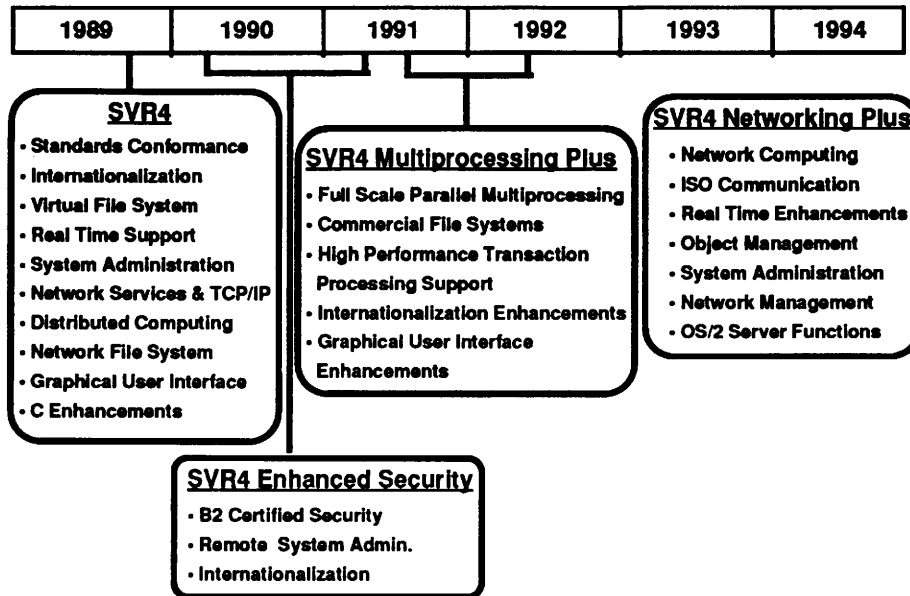 1989 1990 1991 1992 1993 1994
SVR4
· Standards Conformance
· Internationalization
· Virtual File System
· Real Time Support
· System Administration
· Network Services & TCP/IP
· Distributed Computing
· Network File System
· Graphical User Interface
· C Enhancements
SVR4 Enhanced Security
· B2 Certified Security
· Remote System Admin.
· Internationalization
SVR4 Multiprocessing Plus
· Full Scale Parallel Multiprocessing
· Commercial File Systems
· High Performance Transaction
Processing Support
· Internationalization Enhancements
· Graphical User Interface
Enhancements
SVR4 Networking Plus
· Network Computing
· ISO Communication
· Real Time Enhancements
· Object Management
· System Administration
· Network Management
· OS/2 Server Functions